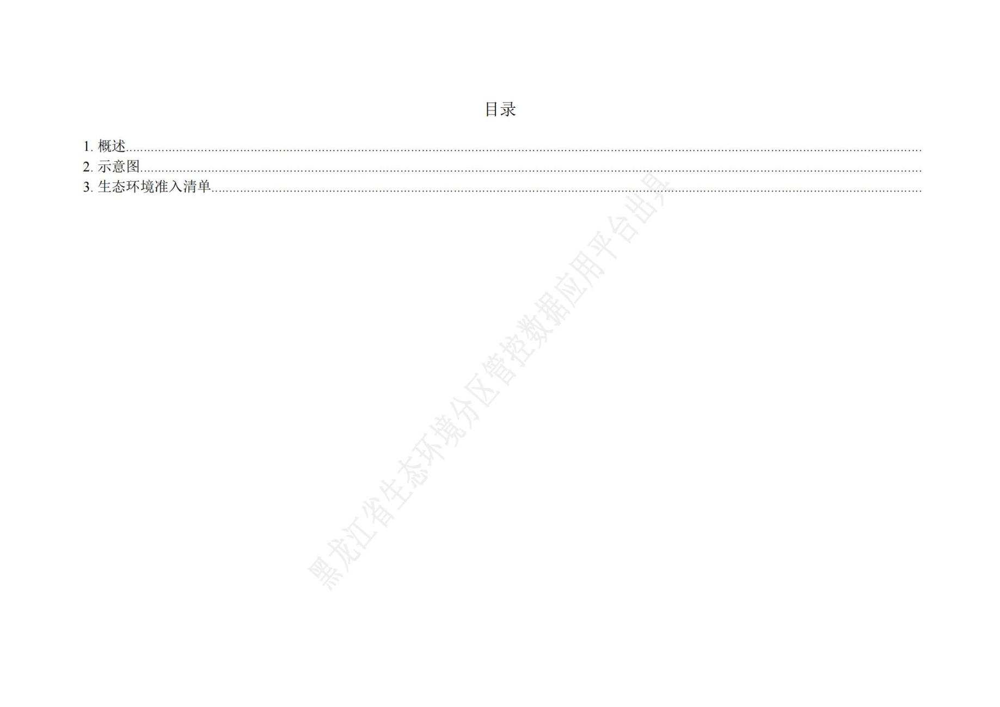 目录
1. 概述........................................................................................................................
2. 示意图........................................................................................................................
3. 生态环境准入清单........................................................................................................................
黑龙江省生态环境分区管控数据应用平台出具